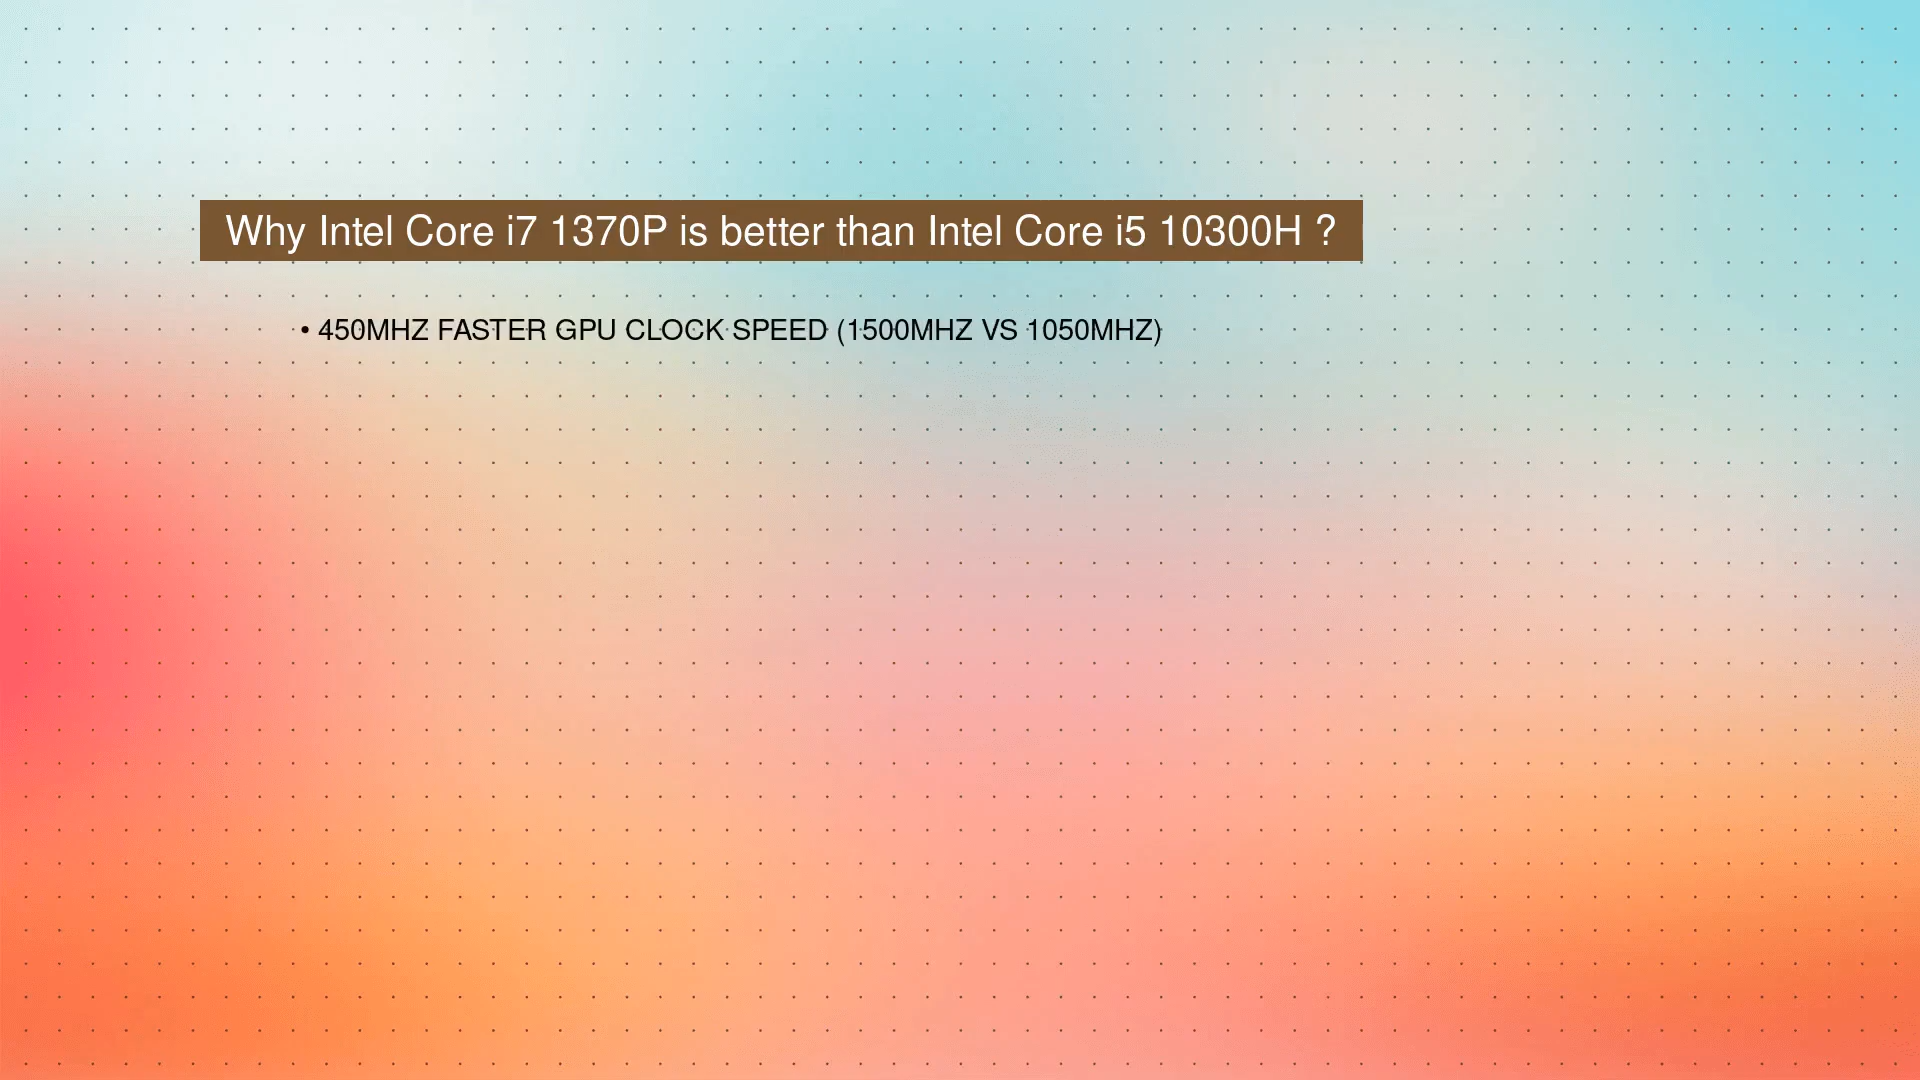 Why Intel Core i7 1370P is better than Intel Core i5 10300H ?
• 450MHZ FASTER GPU CLOCK SPEED (1500MHZ VS 1050MHZ)